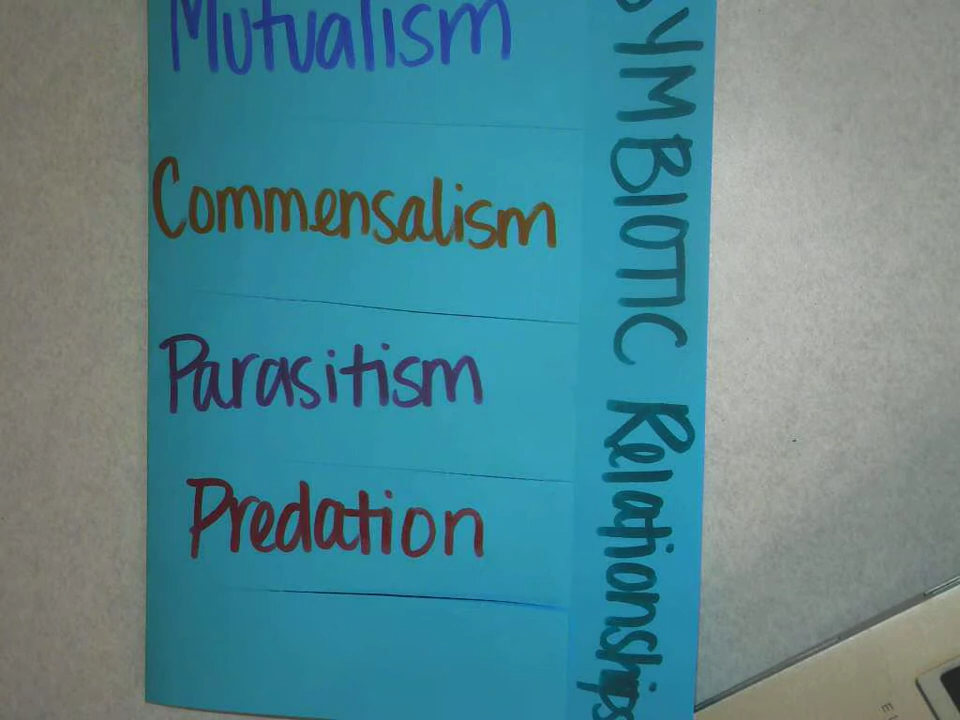 Mutualism
Commensalism
Parasitism
Predation
SYMBIOTIC Relationships